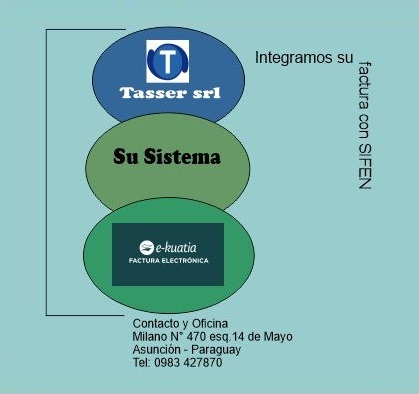 T
Tasser srl
Integramos su
factura con SIFEN
Su Sistema
e-kuatia
FACTURA ELECTRÓNICA
Contacto y Oficina
Milano N° 470 esq.14 de Mayo
Asunción - Paraguay
Tel: 0983 427870